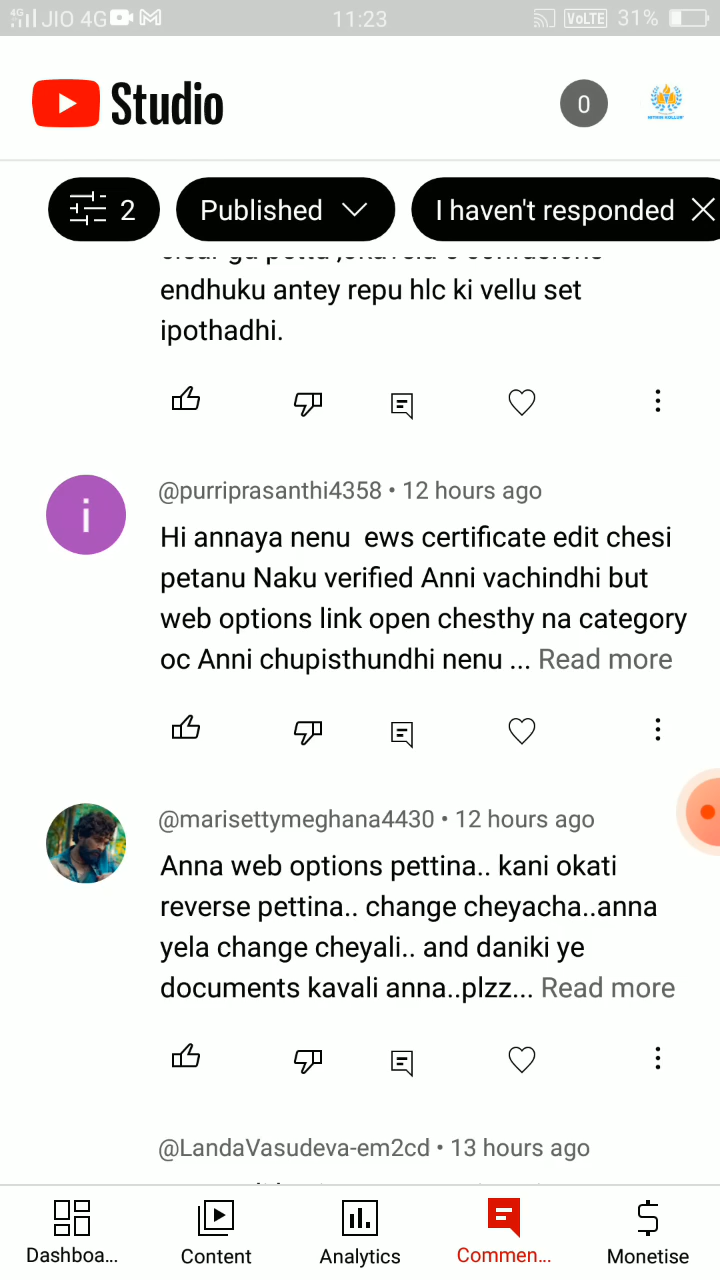 4G JIO 4G 11:23 VoLTE 31%
Studio 0
2 Published I haven't responded
endhuku antey repu hlc ki vellu set
ipothadhi.
i @purriprasanthi4358 • 12 hours ago
Hi annaya nenu ews certificate edit chesi
petanu Naku verified Anni vachindhi but
web options link open chesthy na category
oc Anni chupisthundhi nenu ... Read more
@marisettymeghana4430 • 12 hours ago
Anna web options pettina.. kani okati
reverse pettina.. change cheyacha..anna
yela change cheyali.. and daniki ye
documents kavali anna..plzz... Read more
@LandaVasudeva-em2cd • 13 hours ago
Dashboa... Content Analytics Commen... Monetise